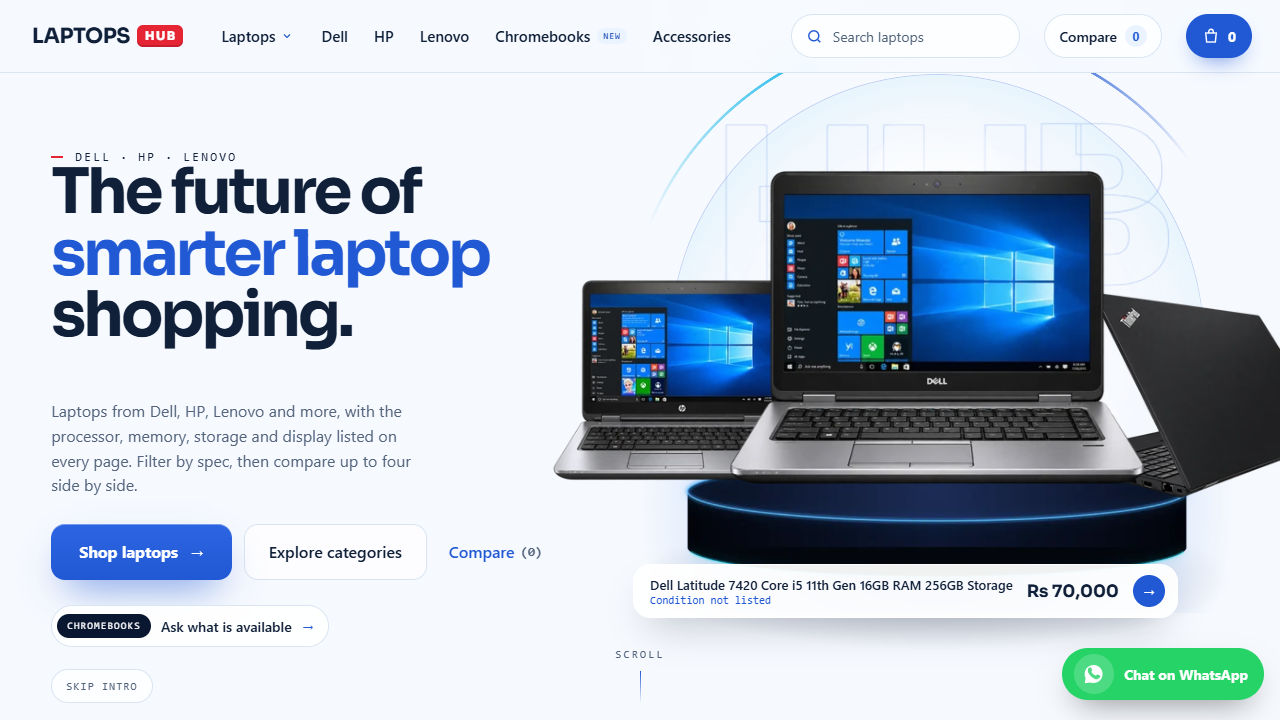 LAPTOPS HUB
Laptops
Dell
HP
Lenovo
Chromebooks NEW
Accessories
Search laptops
Compare 0
0
DELL · HP · LENOVO
The future of
smarter laptop
shopping.
Laptops from Dell, HP, Lenovo and more, with the
processor, memory, storage and display listed on
every page. Filter by spec, then compare up to four
side by side.
Shop laptops →
Explore categories
Compare (0)
CHROMEBOOKS Ask what is available →
SKIP INTRO
HUB
DELL
hp
ThinkPad
Dell Latitude 7420 Core i5 11th Gen 16GB RAM 256GB Storage
Condition not listed
Rs 70,000 →
SCROLL
Chat on WhatsApp